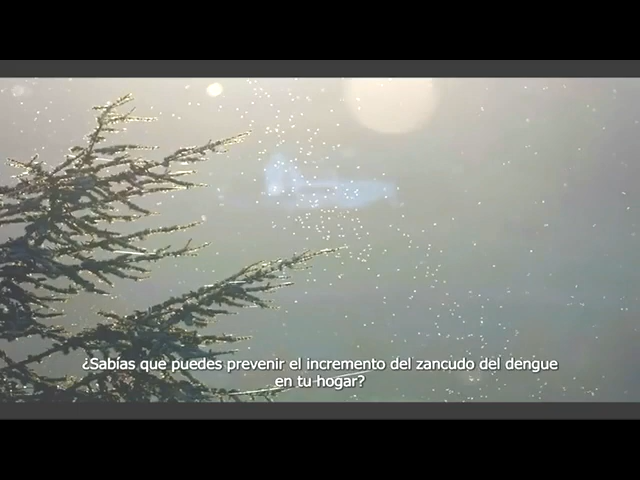 ¿Sabías que puedes prevenir el incremento del zancudo del dengue
en tu hogar?